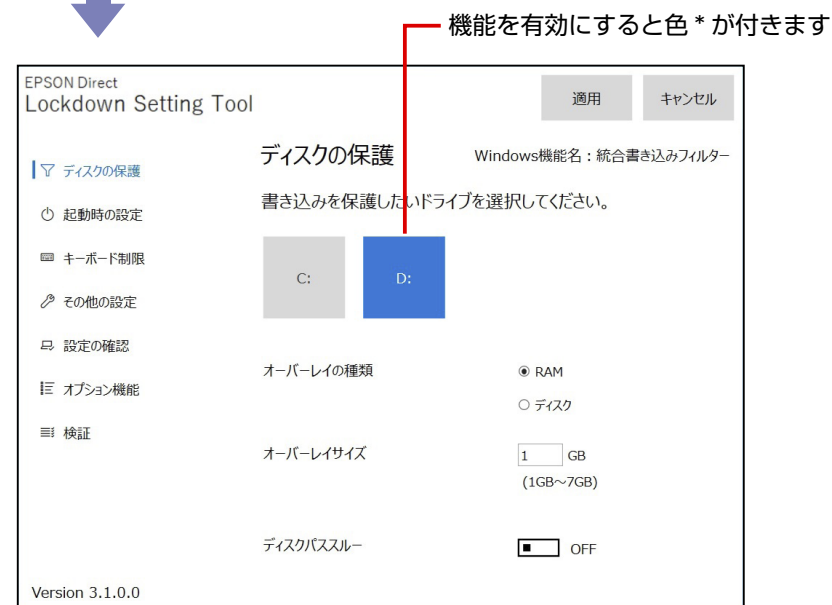 機能を有効にすると色 * が付きます
EPSON Direct
Lockdown Setting Tool
適用
キャンセル
ディスクの保護
起動時の設定
キーボード制限
その他の設定
設定の確認
オプション機能
検証
Version 3.1.0.0
ディスクの保護
Windows機能名：統合書き込みフィルター
書き込みを保護したいドライブを選択してください。
C:
D:
オーバーレイの種類
RAM
ディスク
オーバーレイサイズ
1 GB
(1GB～7GB)
ディスクパススルー
OFF